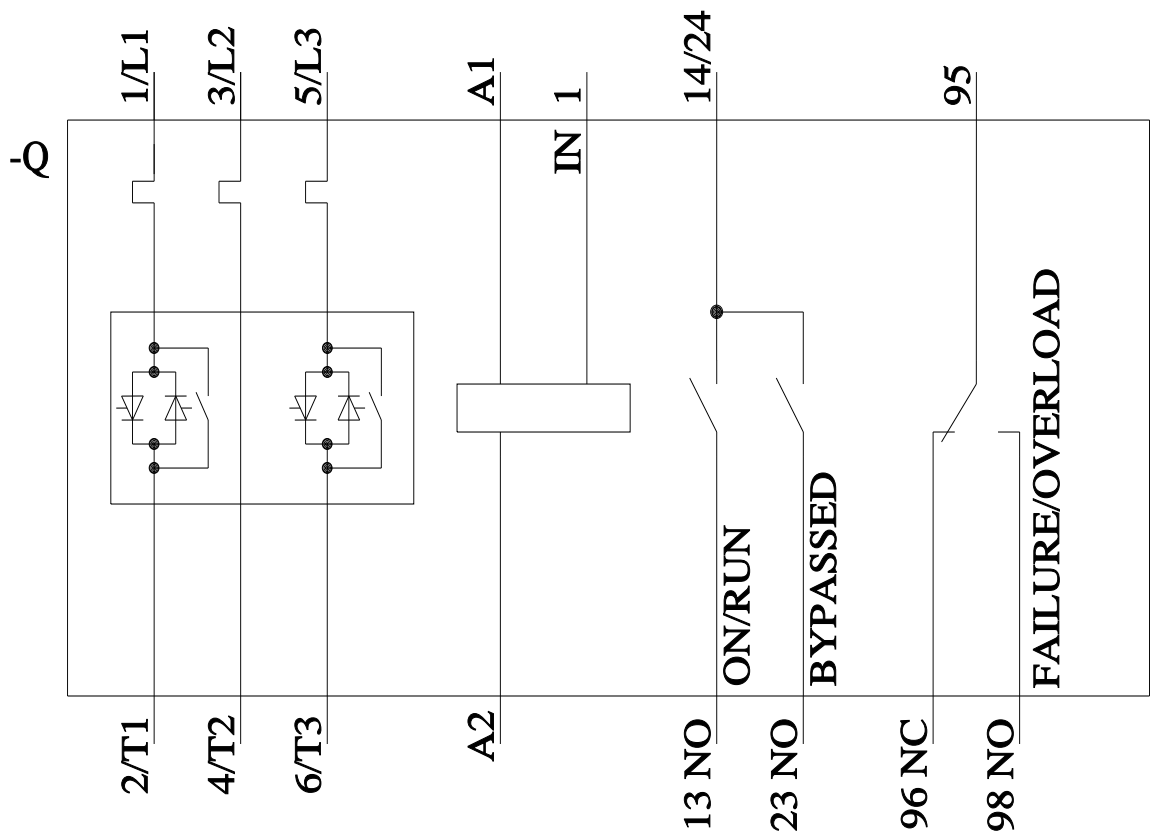 -Q
1/L1
3/L2
5/L3
A1
1
IN
14/24
95
ON/RUN
BYPASSED
FAILURE/OVERLOAD
2/T1
4/T2
6/T3
A2
13 NO
23 NO
96 NC
98 NO